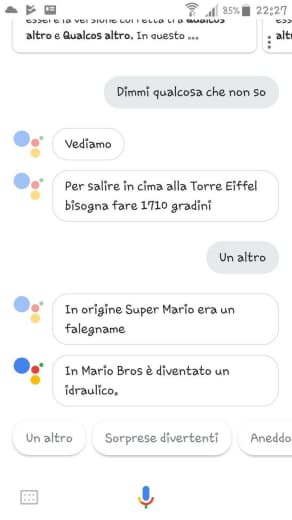 85% 22:27
essere la versione corretta tra Qualcos
altro e Qualcos altro. In questo ...
altr
Dimmi qualcosa che non so
Vediamo
Per salire in cima alla Torre Eiffel
bisogna fare 1710 gradini
Un altro
In origine Super Mario era un
falegname
In Mario Bros è diventato un
idraulico.
Un altro
Sorprese divertenti
Aneddo